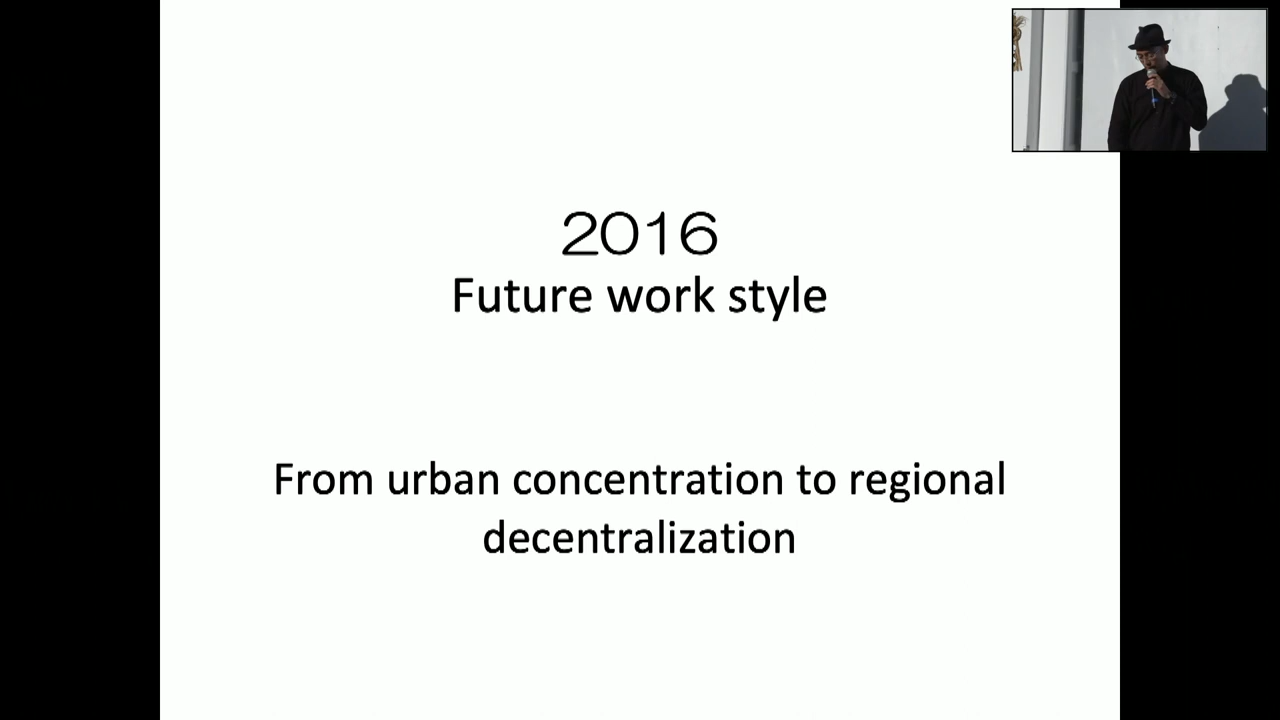 2016
Future work style
From urban concentration to regional
decentralization